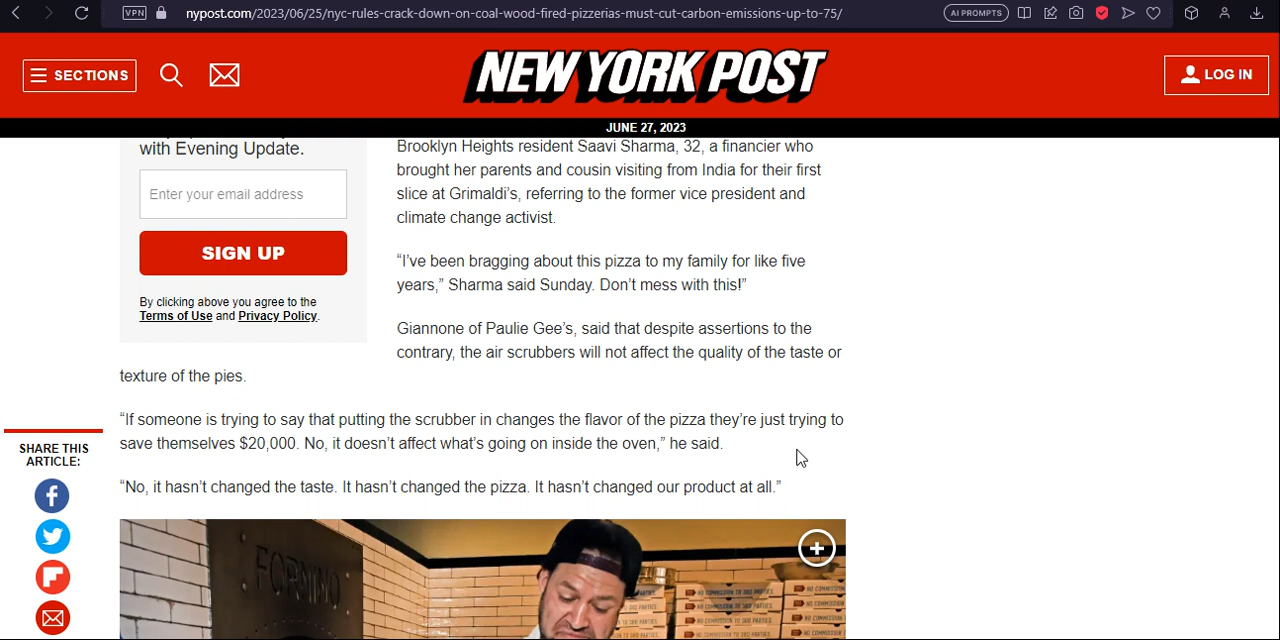 VPN
nypost.com/2023/06/25/nyc-rules-crack-down-on-coal-wood-fired-pizzerias-must-cut-carbon-emissions-up-to-75/
AI PROMPTS
SECTIONS
NEW YORK POST
LOG IN
JUNE 27, 2023
with Evening Update.
Enter your email address
SIGN UP
By clicking above you agree to the
Terms of Use and Privacy Policy.
Brooklyn Heights resident Saavi Sharma, 32, a financier who
brought her parents and cousin visiting from India for their first
slice at Grimaldi’s, referring to the former vice president and
climate change activist.
“I’ve been bragging about this pizza to my family for like five
years,” Sharma said Sunday. Don’t mess with this!”
Giannone of Paulie Gee’s, said that despite assertions to the
contrary, the air scrubbers will not affect the quality of the taste or
texture of the pies.
“If someone is trying to say that putting the scrubber in changes the flavor of the pizza they’re just trying to
save themselves $20,000. No, it doesn’t affect what’s going on inside the oven,” he said.
“No, it hasn’t changed the taste. It hasn’t changed the pizza. It hasn’t changed our product at all.”
SHARE THIS
ARTICLE:
FORNINO